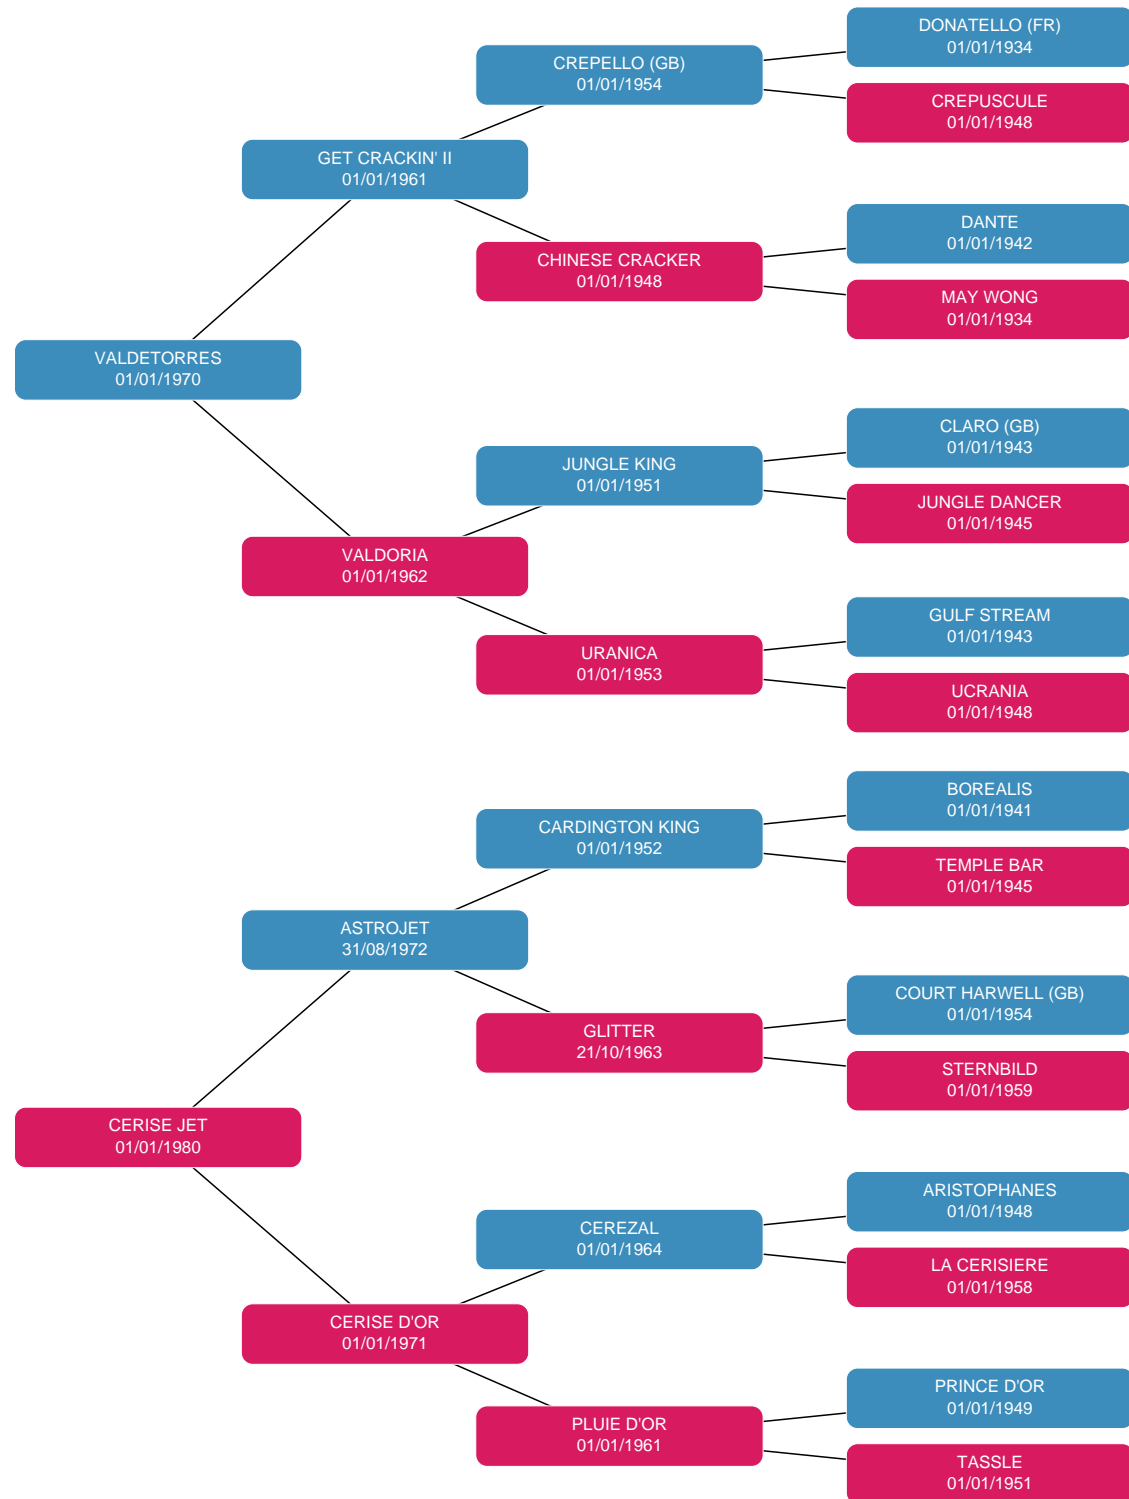 DONATELLO (FR)
01/01/1934
CREPELLO (GB)
01/01/1954
CREPUSCULE
01/01/1948
GET CRACKIN' II
01/01/1961
DANTE
01/01/1942
CHINESE CRACKER
01/01/1948
MAY WONG
01/01/1934
VALDETORRES
01/01/1970
CLARO (GB)
01/01/1943
JUNGLE KING
01/01/1951
JUNGLE DANCER
01/01/1945
VALDORIA
01/01/1962
GULF STREAM
01/01/1943
URANICA
01/01/1953
UCRANIA
01/01/1948
BOREALIS
01/01/1941
CARDINGTON KING
01/01/1952
TEMPLE BAR
01/01/1945
ASTROJET
31/08/1972
COURT HARWELL (GB)
01/01/1954
GLITTER
21/10/1963
STERNBILD
01/01/1959
CERISE JET
01/01/1980
ARISTOPHANES
01/01/1948
CEREZAL
01/01/1964
LA CERISIERE
01/01/1958
CERISE D'OR
01/01/1971
PRINCE D'OR
01/01/1949
PLUIE D'OR
01/01/1961
TASSLE
01/01/1951